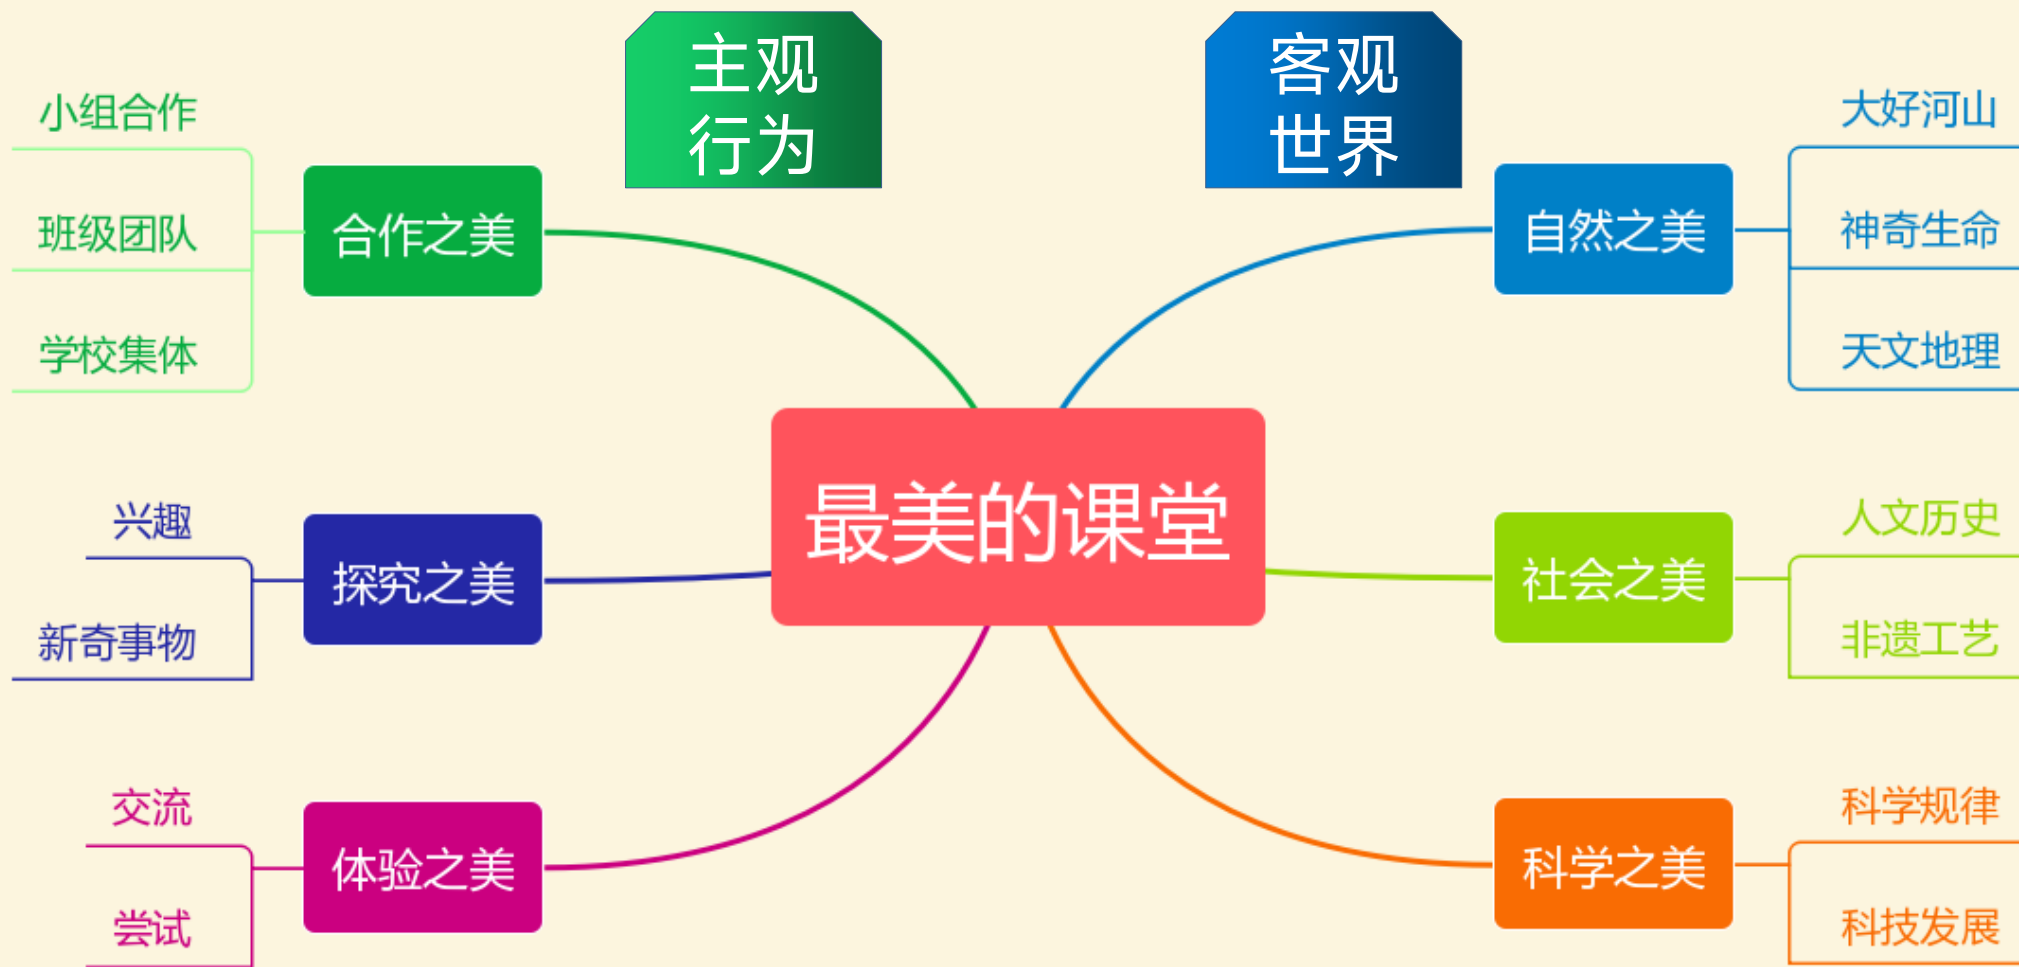 主观
行为
客观
世界
小组合作
班级团队
学校集体
合作之美
兴趣
新奇事物
探究之美
交流
尝试
体验之美
最美的课堂
自然之美
大好河山
神奇生命
天文地理
社会之美
人文历史
非遗工艺
科学之美
科学规律
科技发展